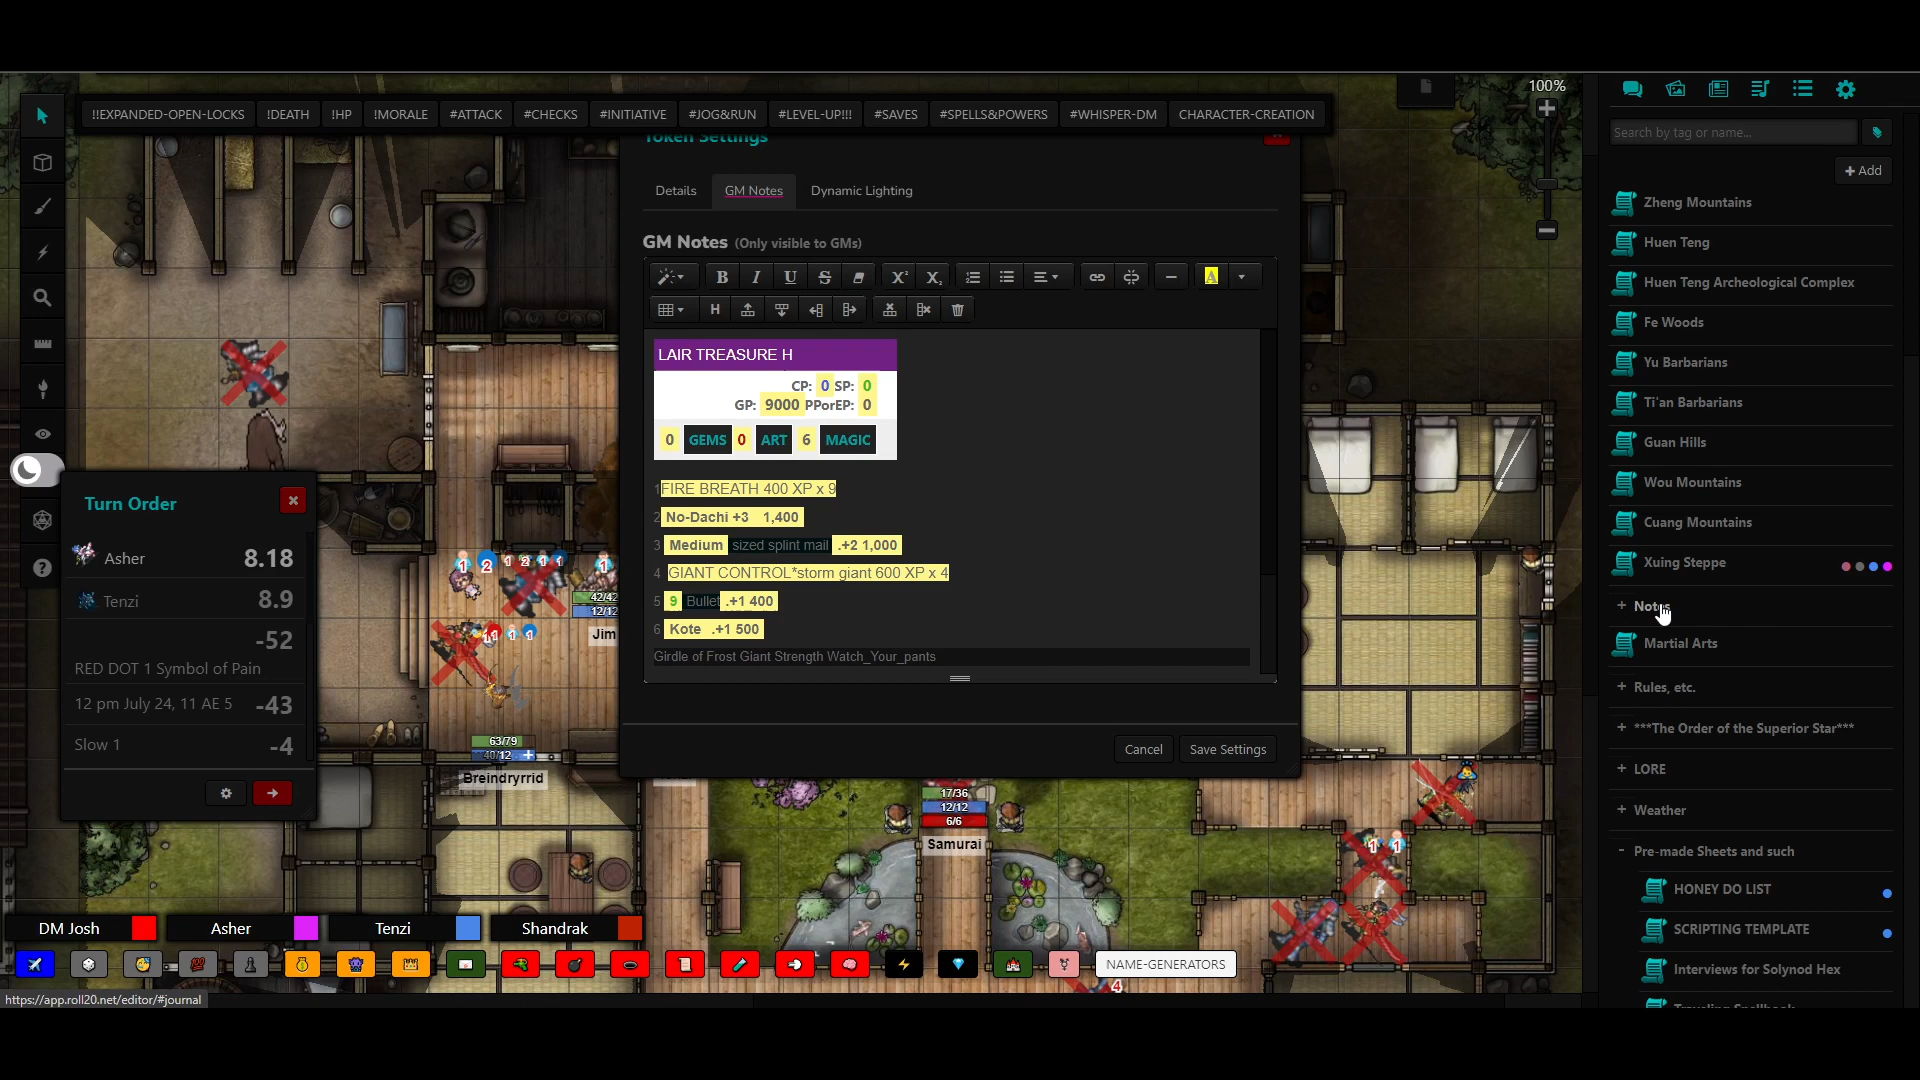 !!EXPANDED-OPEN-LOCKS !DEATH !HP !MORALE #ATTACK #CHECKS #INITIATIVE #JOG&RUN #LEVEL-UP!!! #SAVES #SPELLS&POWERS #WHISPER-DM CHARACTER-CREATION
100%
Search by tag or name...
+ Add
Token Settings
Details GM Notes Dynamic Lighting
GM Notes (Only visible to GMs)
LAIR TREASURE H
CP: 0 SP: 0
GP: 9000 PPorEP: 0
0 GEMS 0 ART 6 MAGIC
1 FIRE BREATH 400 XP x 9
2 No-Dachi +3 1,400
3 Medium sized splint mail .+2 1,000
4 GIANT CONTROL*storm giant 600 XP x 4
5 9 Bullet .+1 400
6 Kote .+1 500
Girdle of Frost Giant Strength Watch_Your_pants
Cancel Save Settings
Zheng Mountains
Huen Teng
Huen Teng Archeological Complex
Fe Woods
Yu Barbarians
Ti'an Barbarians
Guan Hills
Wou Mountains
Cuang Mountains
Xuing Steppe
+ Notes
Martial Arts
+ Rules, etc.
+ ***The Order of the Superior Star***
+ LORE
+ Weather
- Pre-made Sheets and such
HONEY DO LIST
SCRIPTING TEMPLATE
Interviews for Solynod Hex
Traveling Spellbook
Turn Order
Asher 8.18
Tenzi 8.9
-52
RED DOT 1 Symbol of Pain
12 pm July 24, 11 AE 5 -43
Slow 1 -4
42/42
12/12
Jim
63/79
Breindryrrid
17/36
12/12
6/6
Samurai
DM Josh Asher Tenzi Shandrak
NAME-GENERATORS
4
https://app.roll20.net/editor/#journal